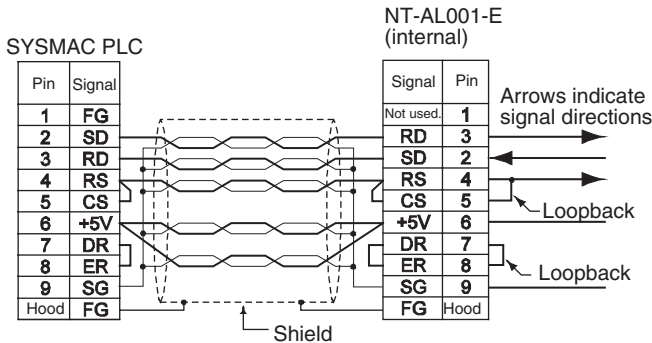 NT-AL001-E
(internal)
SYSMAC PLC
Pin Signal
1 FG
2 SD
3 RD
4 RS
5 CS
6 +5V
7 DR
8 ER
9 SG
Hood FG
Signal Pin
Not used. 1
RD 3
SD 2
RS 4
CS 5
+5V 6
DR 7
ER 8
SG 9
FG Hood
Arrows indicate
signal directions
Loopback
Loopback
Shield